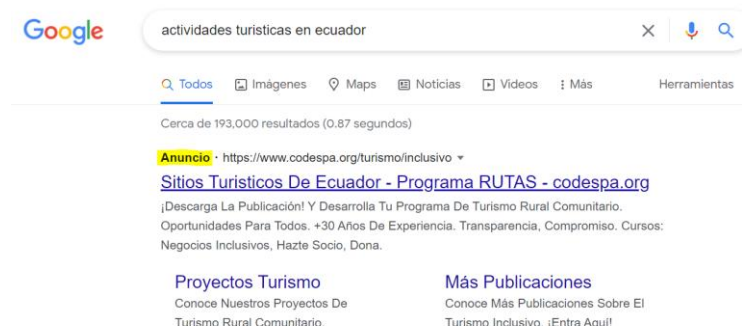 Google
actividades turisticas en ecuador
Todos Imágenes Maps Noticias Videos Más Herramientas
Cerca de 193,000 resultados (0.87 segundos)
Anuncio · https://www.codespa.org/turismo/inclusivo
Sitios Turisticos De Ecuador - Programa RUTAS - codespa.org
¡Descarga La Publicación! Y Desarrolla Tu Programa De Turismo Rural Comunitario.
Oportunidades Para Todos. +30 Años De Experiencia. Transparencia, Compromiso. Cursos:
Negocios Inclusivos, Hazte Socio, Dona.
Proyectos Turismo
Conoce Nuestros Proyectos De
Turismo Rural Comunitario.
Más Publicaciones
Conoce Más Publicaciones Sobre El
Turismo Inclusivo. ¡Entra Aquí!